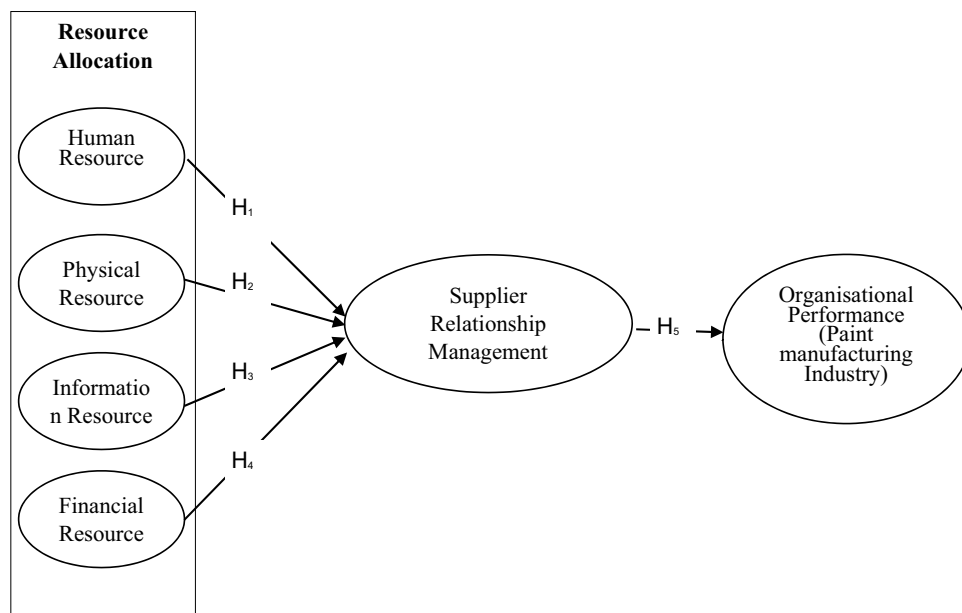 Resource
Allocation
Human
Resource
H₁
Physical
Resource
H₂
Informatio
n Resource
H₃
Financial
Resource
H₄
Supplier
Relationship
Management
H₅
Organisational
Performance
(Paint
manufacturing
Industry)